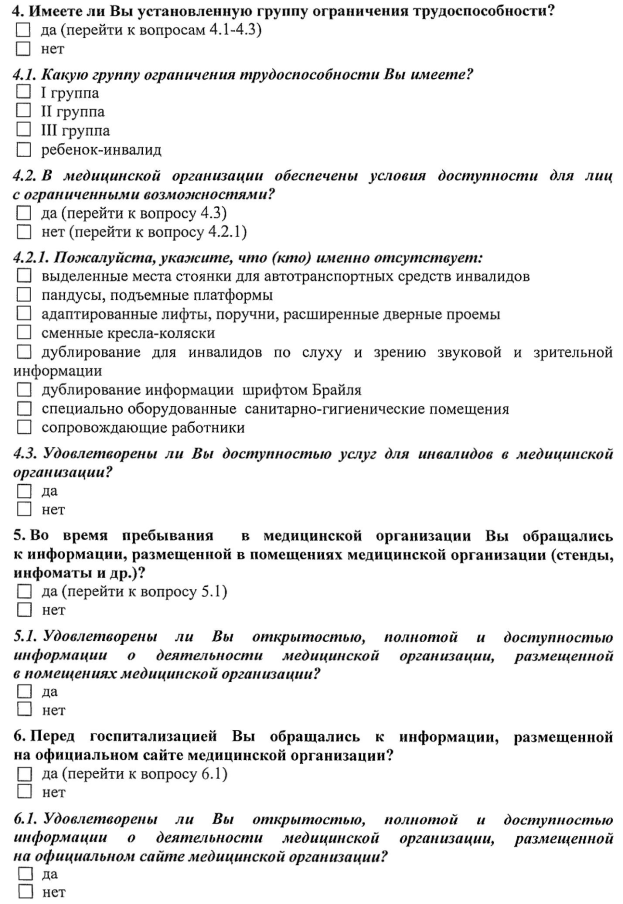 4. Имеете ли Вы установленную группу ограничения трудоспособности?
☐ да (перейти к вопросам 4.1-4.3)
☐ нет
4.1. Какую группу ограничения трудоспособности Вы имеете?
☐ I группа
☐ II группа
☐ III группа
☐ ребенок-инвалид
4.2. В медицинской организации обеспечены условия доступности для лиц
с ограниченными возможностями?
☐ да (перейти к вопросу 4.3)
☐ нет (перейти к вопросу 4.2.1)
4.2.1. Пожалуйста, укажите, что (кто) именно отсутствует:
☐ выделенные места стоянки для автотранспортных средств инвалидов
☐ пандусы, подъемные платформы
☐ адаптированные лифты, поручни, расширенные дверные проемы
☐ сменные кресла-коляски
☐ дублирование для инвалидов по слуху и зрению звуковой и зрительной
информации
☐ дублирование информации шрифтом Брайля
☐ специально оборудованные санитарно-гигиенические помещения
☐ сопровождающие работники
4.3. Удовлетворены ли Вы доступностью услуг для инвалидов в медицинской
организации?
☐ да
☐ нет
5. Во время пребывания в медицинской организации Вы обращались
к информации, размещенной в помещениях медицинской организации (стенды,
инфоматы и др.)?
☐ да (перейти к вопросу 5.1)
☐ нет
5.1. Удовлетворены ли Вы открытостью, полнотой и доступностью
информации о деятельности медицинской организации, размещенной
в помещениях медицинской организации?
☐ да
☐ нет
6. Перед госпитализацией Вы обращались к информации, размещенной
на официальном сайте медицинской организации?
☐ да (перейти к вопросу 6.1)
☐ нет
6.1. Удовлетворены ли Вы открытостью, полнотой и доступностью
информации о деятельности медицинской организации, размещенной
на официальном сайте медицинской организации?
☐ да
☐ нет